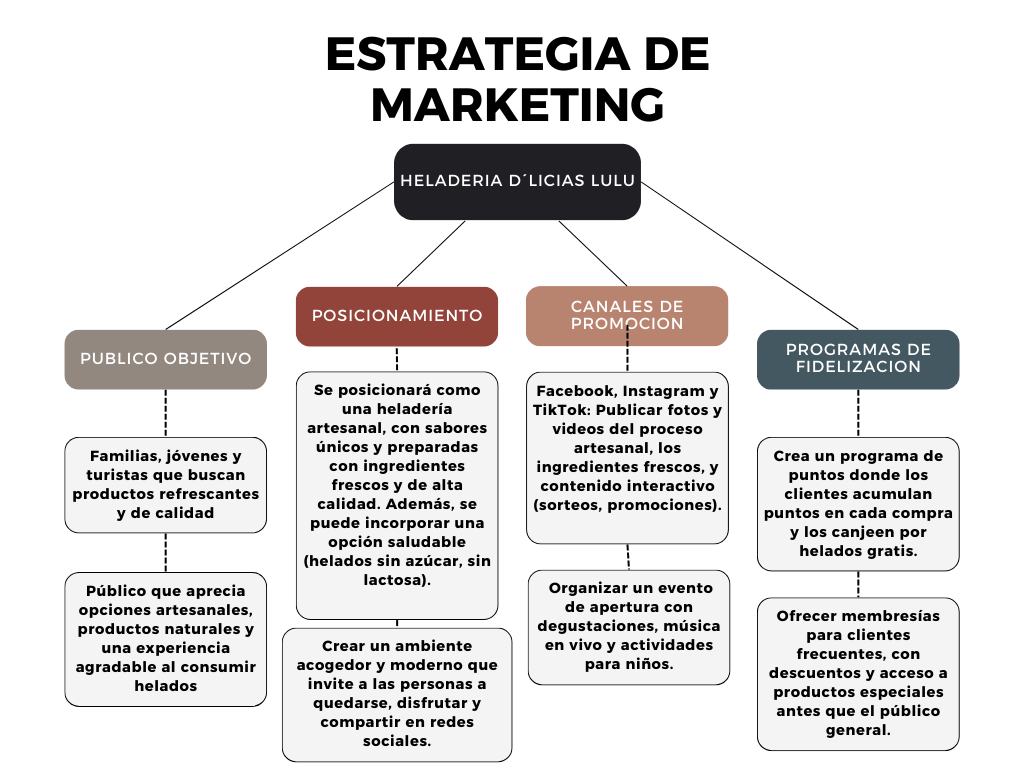 ESTRATEGIA DE
MARKETING
HELADERIA D´LICIAS LULU
PUBLICO OBJETIVO
Familias, jóvenes y
turistas que buscan
productos refrescantes
y de calidad
Público que aprecia
opciones artesanales,
productos naturales y
una experiencia
agradable al consumir
helados
POSICIONAMIENTO
Se posicionará como
una heladería
artesanal, con sabores
únicos y preparadas
con ingredientes
frescos y de alta
calidad. Además, se
puede incorporar una
opción saludable
(helados sin azúcar, sin
lactosa).
Crear un ambiente
acogedor y moderno que
invite a las personas a
quedarse, disfrutar y
compartir en redes
sociales.
CANALES DE
PROMOCION
Facebook, Instagram y
TikTok: Publicar fotos y
videos del proceso
artesanal, los
ingredientes frescos, y
contenido interactivo
(sorteos, promociones).
Organizar un evento
de apertura con
degustaciones, música
en vivo y actividades
para niños.
PROGRAMAS DE
FIDELIZACION
Crea un programa de
puntos donde los
clientes acumulan
puntos en cada compra
y los canjeen por
helados gratis.
Ofrecer membresías
para clientes
frecuentes, con
descuentos y acceso a
productos especiales
antes que el público
general.